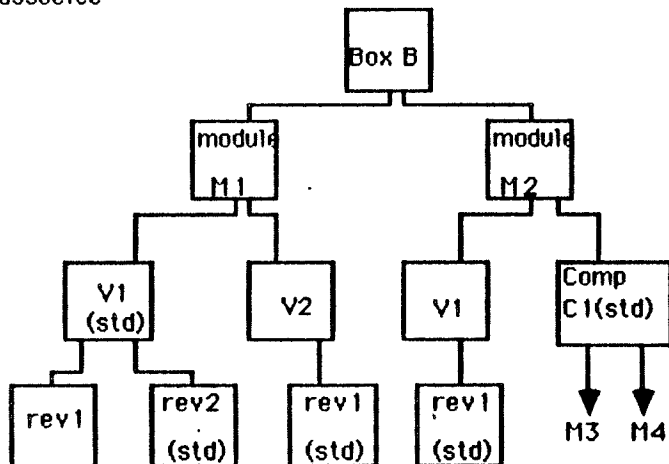 Box B
module
M1
module
M2
V1
(std)
V2
V1
Comp
C1(std)
rev1
rev2
(std)
rev1
(std)
rev1
(std)
M3
M4